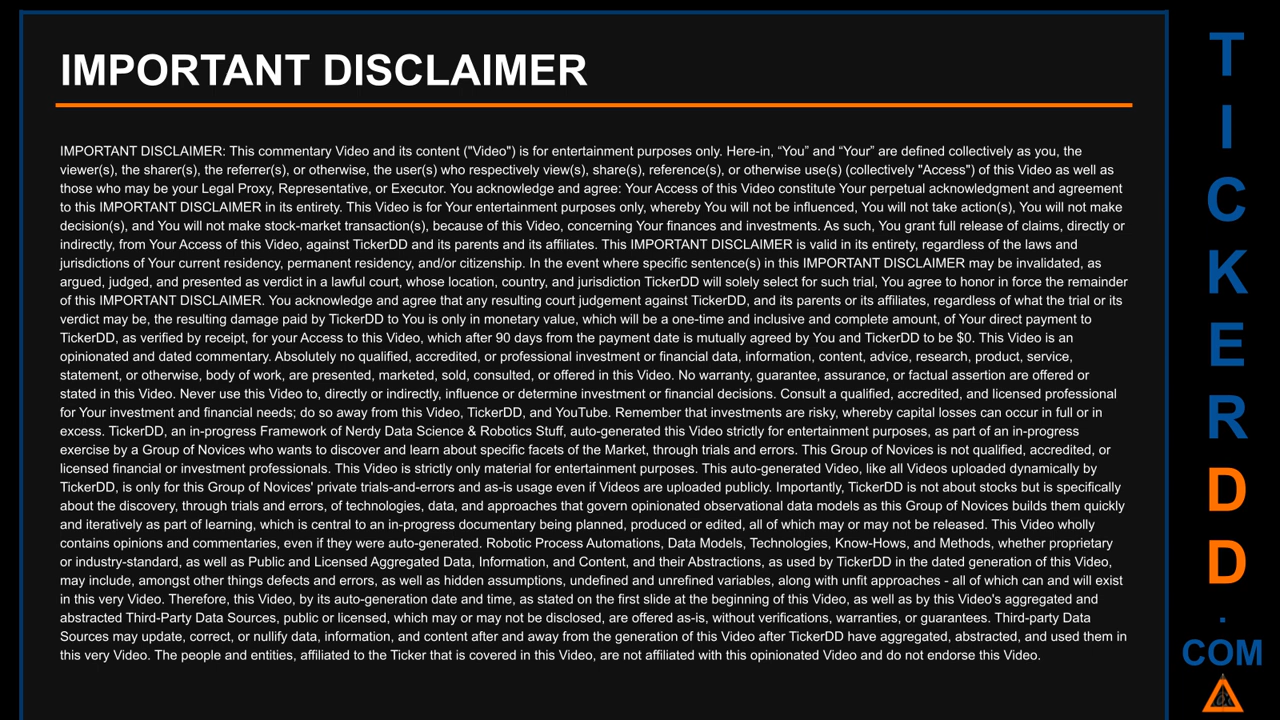 IMPORTANT DISCLAIMER
IMPORTANT DISCLAIMER: This commentary Video and its content ("Video") is for entertainment purposes only. Here-in, “You” and “Your” are defined collectively as you, the
viewer(s), the sharer(s), the referrer(s), or otherwise, the user(s) who respectively view(s), share(s), reference(s), or otherwise use(s) (collectively "Access") of this Video as well as
those who may be your Legal Proxy, Representative, or Executor. You acknowledge and agree: Your Access of this Video constitute Your perpetual acknowledgment and agreement
to this IMPORTANT DISCLAIMER in its entirety. This Video is for Your entertainment purposes only, whereby You will not be influenced, You will not take action(s), You will not make
decision(s), and You will not make stock-market transaction(s), because of this Video, concerning Your finances and investments. As such, You grant full release of claims, directly or
indirectly, from Your Access of this Video, against TickerDD and its parents and its affiliates. This IMPORTANT DISCLAIMER is valid in its entirety, regardless of the laws and
jurisdictions of Your current residency, permanent residency, and/or citizenship. In the event where specific sentence(s) in this IMPORTANT DISCLAIMER may be invalidated, as
argued, judged, and presented as verdict in a lawful court, whose location, country, and jurisdiction TickerDD will solely select for such trial, You agree to honor in force the remainder
of this IMPORTANT DISCLAIMER. You acknowledge and agree that any resulting court judgement against TickerDD, and its parents or its affiliates, regardless of what the trial or its
verdict may be, the resulting damage paid by TickerDD to You is only in monetary value, which will be a one-time and inclusive and complete amount, of Your direct payment to
TickerDD, as verified by receipt, for your Access to this Video, which after 90 days from the payment date is mutually agreed by You and TickerDD to be $0. This Video is an
opinionated and dated commentary. Absolutely no qualified, accredited, or professional investment or financial data, information, content, advice, research, product, service,
statement, or otherwise, body of work, are presented, marketed, sold, consulted, or offered in this Video. No warranty, guarantee, assurance, or factual assertion are offered or
stated in this Video. Never use this Video to, directly or indirectly, influence or determine investment or financial decisions. Consult a qualified, accredited, and licensed professional
for Your investment and financial needs; do so away from this Video, TickerDD, and YouTube. Remember that investments are risky, whereby capital losses can occur in full or in
excess. TickerDD, an in-progress Framework of Nerdy Data Science & Robotics Stuff, auto-generated this Video strictly for entertainment purposes, as part of an in-progress
exercise by a Group of Novices who wants to discover and learn about specific facets of the Market, through trials and errors. This Group of Novices is not qualified, accredited, or
licensed financial or investment professionals. This Video is strictly only material for entertainment purposes. This auto-generated Video, like all Videos uploaded dynamically by
TickerDD, is only for this Group of Novices' private trials-and-errors and as-is usage even if Videos are uploaded publicly. Importantly, TickerDD is not about stocks but is specifically
about the discovery, through trials and errors, of technologies, data, and approaches that govern opinionated observational data models as this Group of Novices builds them quickly
and iteratively as part of learning, which is central to an in-progress documentary being planned, produced or edited, all of which may or may not be released. This Video wholly
contains opinions and commentaries, even if they were auto-generated. Robotic Process Automations, Data Models, Technologies, Know-Hows, and Methods, whether proprietary
or industry-standard, as well as Public and Licensed Aggregated Data, Information, and Content, and their Abstractions, as used by TickerDD in the dated generation of this Video,
may include, amongst other things defects and errors, as well as hidden assumptions, undefined and unrefined variables, along with unfit approaches - all of which can and will exist
in this very Video. Therefore, this Video, by its auto-generation date and time, as stated on the first slide at the beginning of this Video, as well as by this Video's aggregated and
abstracted Third-Party Data Sources, public or licensed, which may or may not be disclosed, are offered as-is, without verifications, warranties, or guarantees. Third-party Data
Sources may update, correct, or nullify data, information, and content after and away from the generation of this Video after TickerDD have aggregated, abstracted, and used them in
this very Video. The people and entities, affiliated to the Ticker that is covered in this Video, are not affiliated with this opinionated Video and do not endorse this Video.
T
I
C
K
E
R
D
D
.
COM